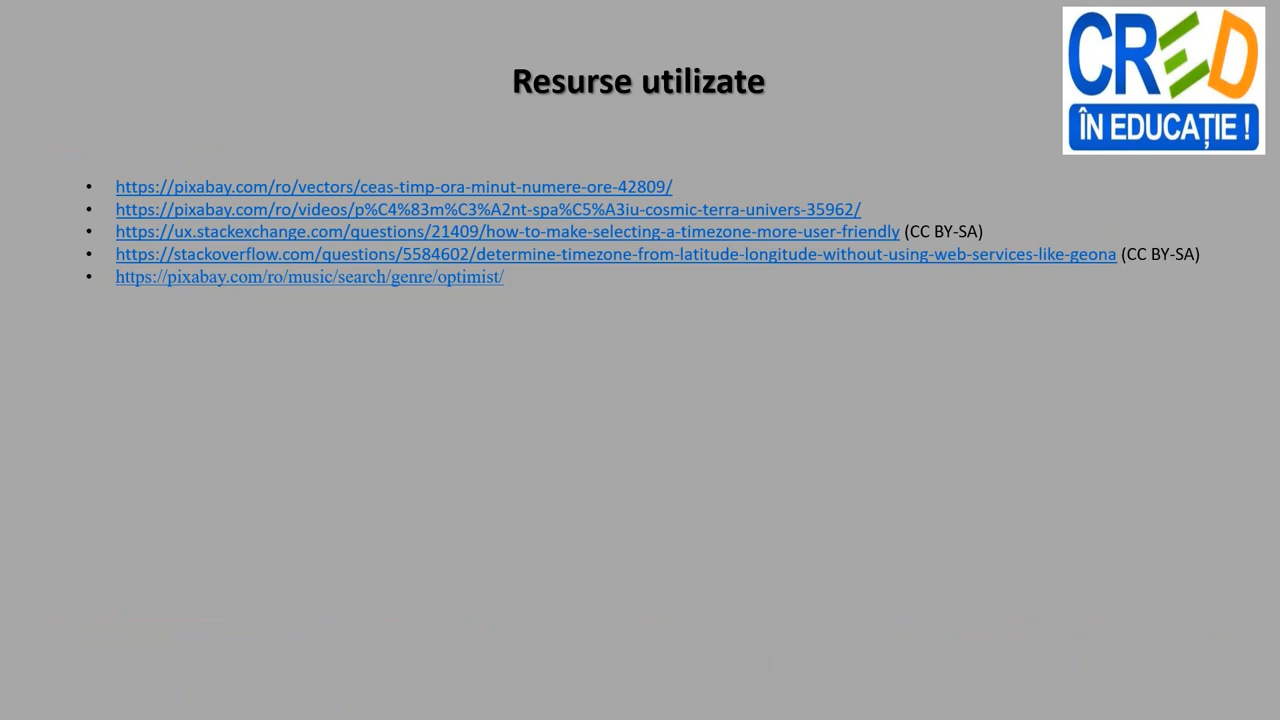 CRED
ÎN EDUCAȚIE !
Resurse utilizate
• https://pixabay.com/ro/vectors/ceas-timp-ora-minut-numere-ore-42809/
• https://pixabay.com/ro/videos/p%C4%83m%C3%A2nt-spa%C5%A3iu-cosmic-terra-univers-35962/
• https://ux.stackexchange.com/questions/21409/how-to-make-selecting-a-timezone-more-user-friendly (CC BY-SA)
• https://stackoverflow.com/questions/5584602/determine-timezone-from-latitude-longitude-without-using-web-services-like-geona (CC BY-SA)
• https://pixabay.com/ro/music/search/genre/optimist/